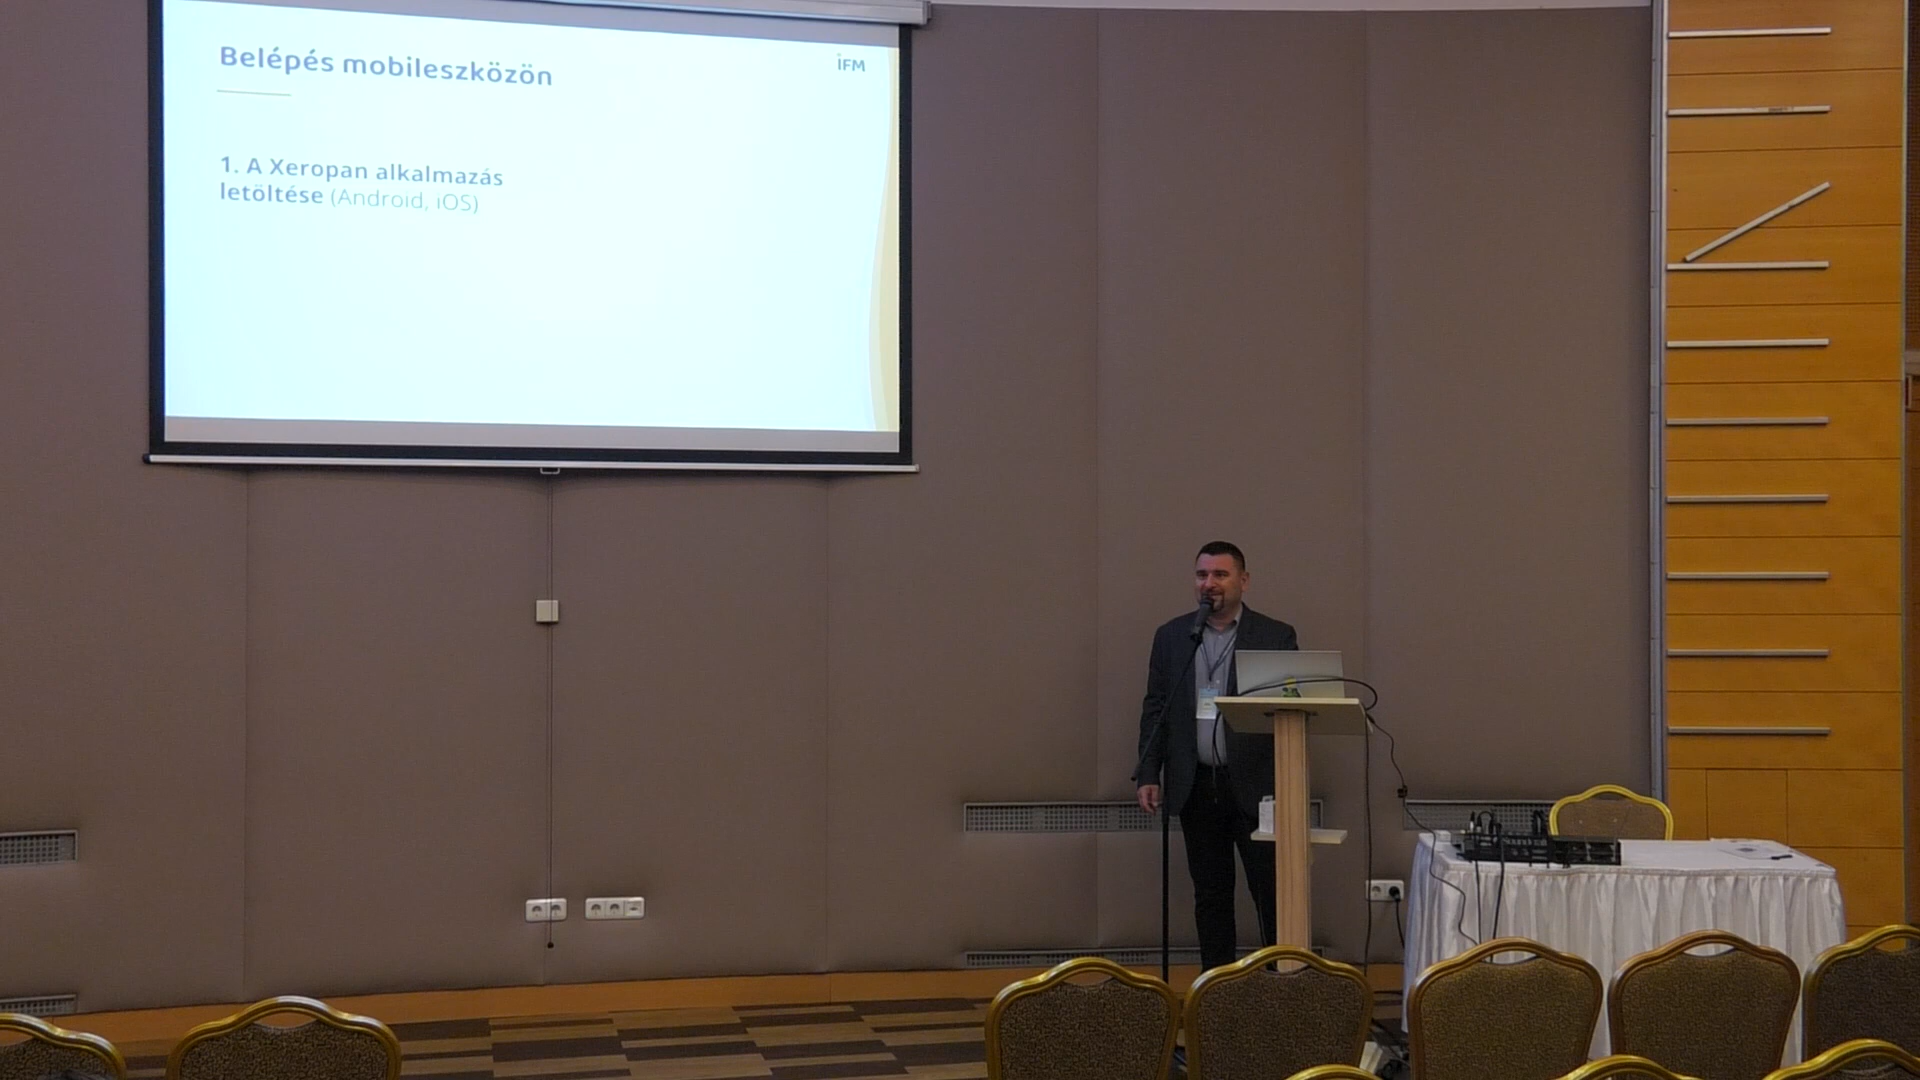 Belépés mobileszközön
iFM
1. A Xeropan alkalmazás
letöltése (Android, iOS)